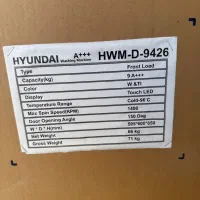 HYUNDAI A+++ Washing Machine HWM-D-9426
Type Front Load
Capacity(kg) 9 A+++
Color W &Ti
Display Touch LED
Temperature Range Cold-90°C
Max Spin Speed(RPM) 1400
Door Opening Angle 150 Deg
W * D * H(mm)
Net Weight 66 kg
Gross Weight 71 kg